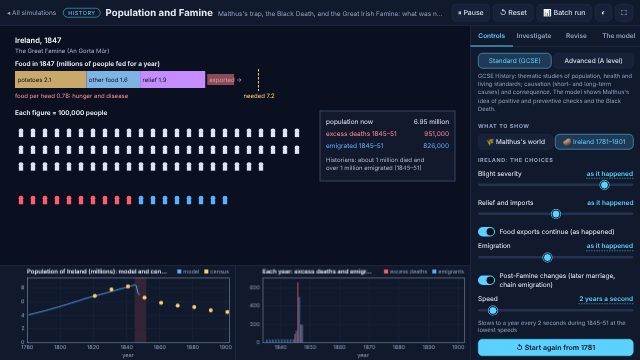 ◂ All simulations
HISTORY
Population and Famine
Malthus's trap, the Black Death, and the Great Irish Famine: what was n...
Pause
Reset
Batch run
Ireland, 1847
The Great Famine (An Gorta Mór)
Food in 1847 (millions of people fed for a year)
potatoes 2.1
other food 1.6
relief 1.9
exported →
food per head 0.78: hunger and disease
needed 7.2
Each figure = 100,000 people
population now 6.95 million
excess deaths 1845–51 951,000
emigrated 1845–51 826,000
Historians: about 1 million died and
over 1 million emigrated (1845–51)
Population of Ireland (millions): model and cen...
model
census
8
6
4
2
0
1780 1800 1820 1840 1860 1880 1900
year
Each year: excess deaths and emigr...
excess deaths
emigrants
600
400
200
0
1840 1850 1860 1870 1880 1890 1900
year
Controls
Investigate
Revise
The model
Standard (GCSE)
Advanced (A level)
GCSE History: thematic studies of population, health and
living standards; causation (short- and long-term
causes) and consequence. The model shows Malthus's
idea of positive and preventive checks and the Black
Death.
WHAT TO SHOW
Malthus's world
Ireland 1781–1901
IRELAND: THE CHOICES
Blight severity as it happened
Relief and imports as it happened
Food exports continue (as happened)
Emigration as it happened
Post-Famine changes (later marriage,
chain emigration)
Speed 2 years a second
Slows to a year every 2 seconds during 1845–51 at the
lowest speeds
Start again from 1781